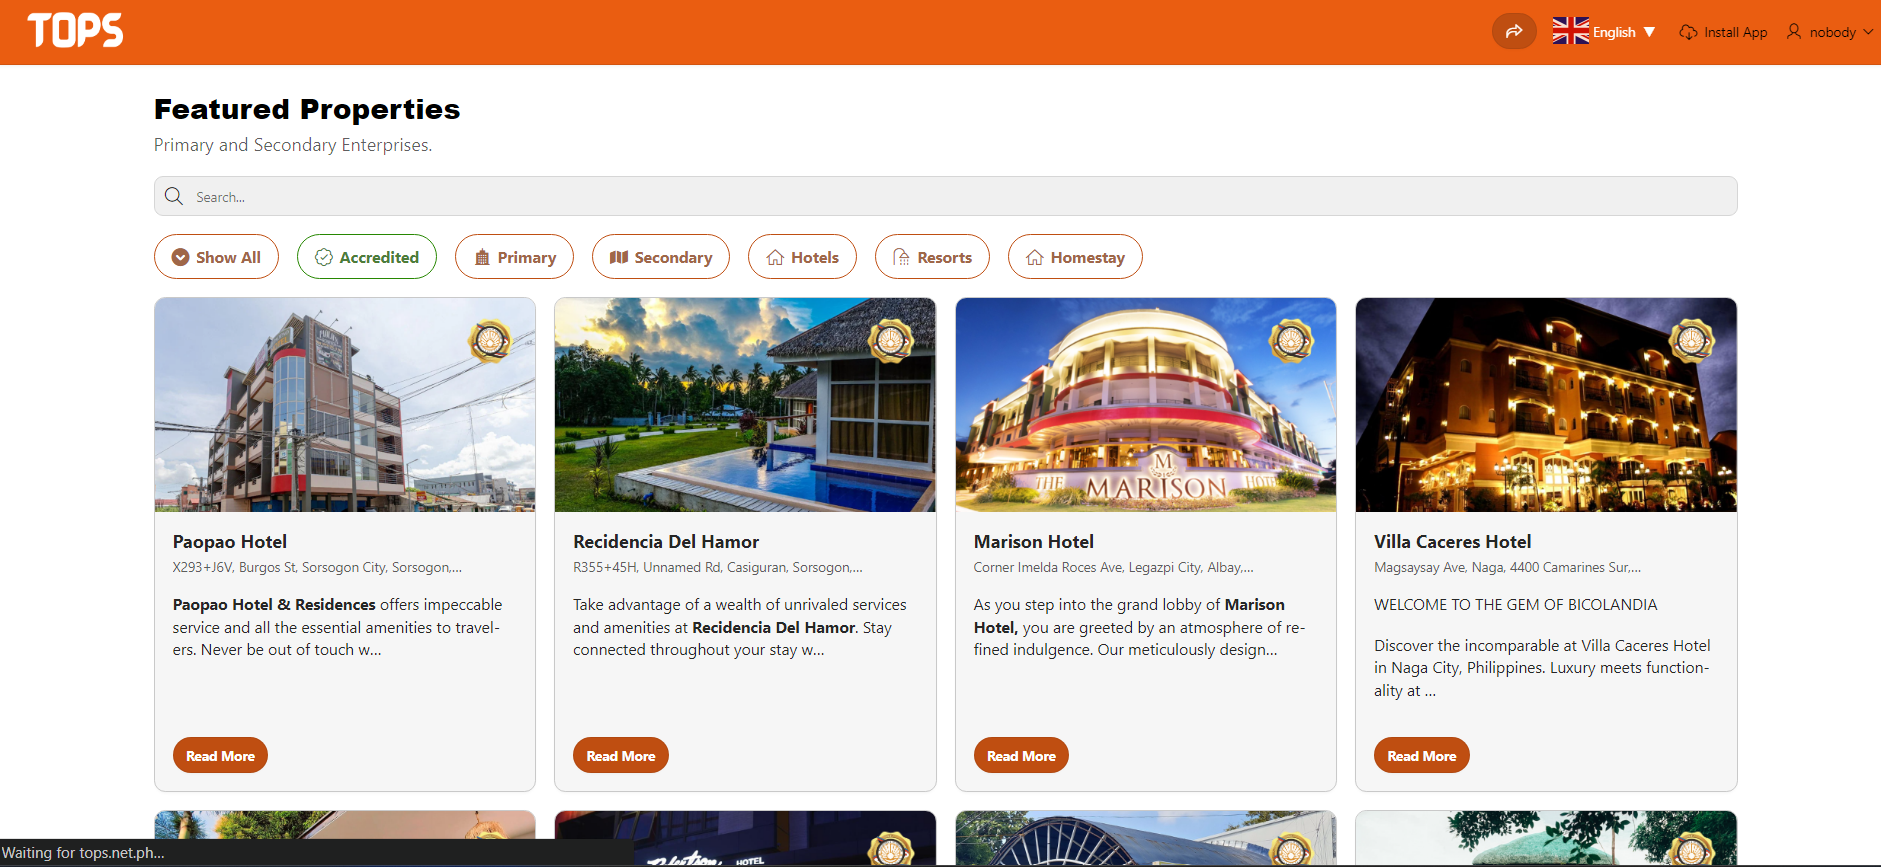 TOPS
English ▼
Install App
nobody
Featured Properties
Primary and Secondary Enterprises.
Search...
Show All
Accredited
Primary
Secondary
Hotels
Resorts
Homestay
M
THE MARISON HOTEL
Paopao Hotel
X293+J6V, Burgos St, Sorsogon City, Sorsogon,...
Paopao Hotel & Residences offers impeccable
service and all the essential amenities to travel-
ers. Never be out of touch w...
Read More
Recidencia Del Hamor
R355+45H, Unnamed Rd, Casiguran, Sorsogon,...
Take advantage of a wealth of unrivaled services
and amenities at Recidencia Del Hamor. Stay
connected throughout your stay w...
Read More
Marison Hotel
Corner Imelda Roces Ave, Legazpi City, Albay,...
As you step into the grand lobby of Marison
Hotel, you are greeted by an atmosphere of re-
fined indulgence. Our meticulously design...
Read More
Villa Caceres Hotel
Magsaysay Ave, Naga, 4400 Camarines Sur,...
WELCOME TO THE GEM OF BICOLANDIA
Discover the incomparable at Villa Caceres Hotel
in Naga City, Philippines. Luxury meets function-
ality at ...
Read More
HOTEL
Waiting for tops.net.ph...